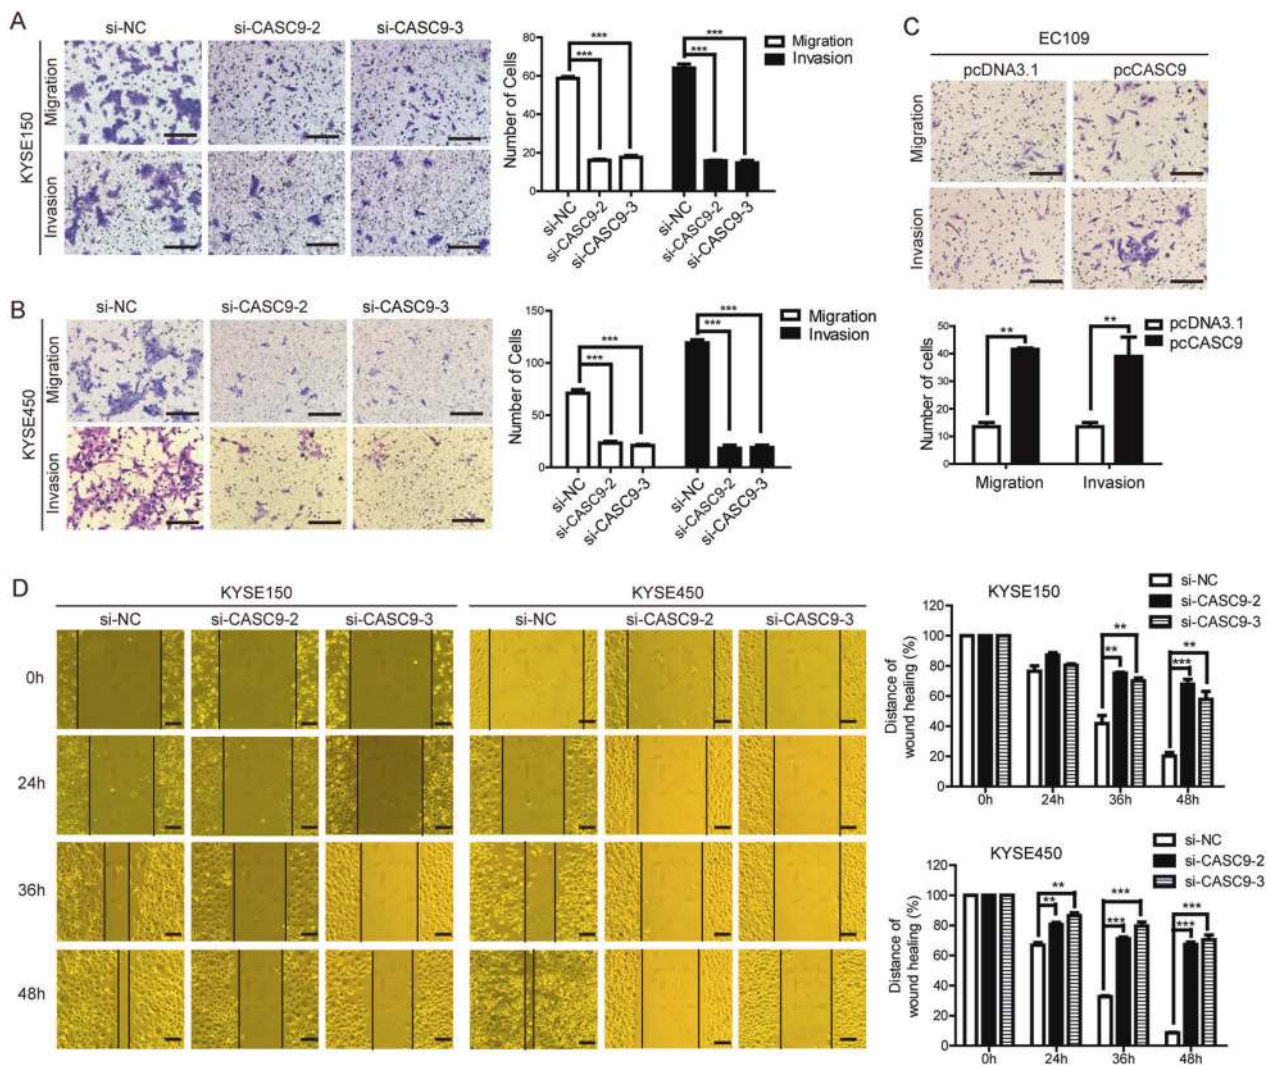 A
si-NC
si-CASC9-2
si-CASC9-3
KYSE150
Migration
Invasion
Number of Cells
80
60
40
20
0
***
***
***
***
Migration
Invasion
si-NC
si-CASC9-2
si-CASC9-3
si-NC
si-CASC9-2
si-CASC9-3
B
si-NC
si-CASC9-2
si-CASC9-3
KYSE450
Migration
Invasion
Number of Cells
150
100
50
0
***
***
***
***
Migration
Invasion
si-NC
si-CASC9-2
si-CASC9-3
si-NC
si-CASC9-2
si-CASC9-3
C
EC109
pcDNA3.1
pcCASC9
Migration
Invasion
Number of cells
50
40
30
20
10
0
**
**
pcDNA3.1
pcCASC9
Migration
Invasion
D
KYSE150
KYSE450
si-NC
si-CASC9-2
si-CASC9-3
si-NC
si-CASC9-2
si-CASC9-3
0h
24h
36h
48h
KYSE150
si-NC
si-CASC9-2
si-CASC9-3
Distance of
wound healing (%)
120
100
80
60
40
20
0
**
**
**
***
0h
24h
36h
48h
KYSE450
si-NC
si-CASC9-2
si-CASC9-3
Distance of
wound healing (%)
120
100
80
60
40
20
0
**
**
***
***
***
***
0h
24h
36h
48h